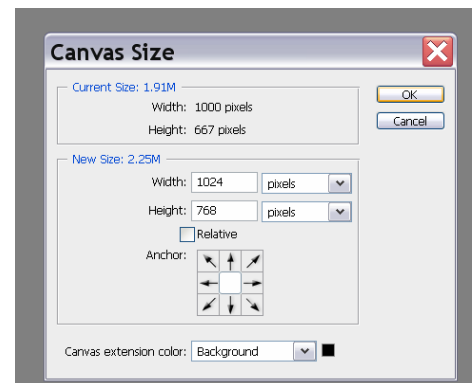 Canvas Size
Current Size: 1.91M
Width: 1000 pixels
Height: 667 pixels
OK
Cancel
New Size: 2.25M
Width: 1024 pixels
Height: 768 pixels
Relative
Anchor:
Canvas extension color: Background